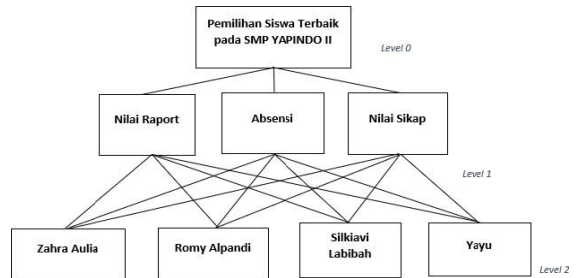 Pemilihan Siswa Terbaik
pada SMP YAPINDO II
Level 0
Nilai Raport
Absensi
Nilai Sikap
Level 1
Zahra Aulia
Romy Alpandi
Silkiavi
Labibah
Yayu
Level 2